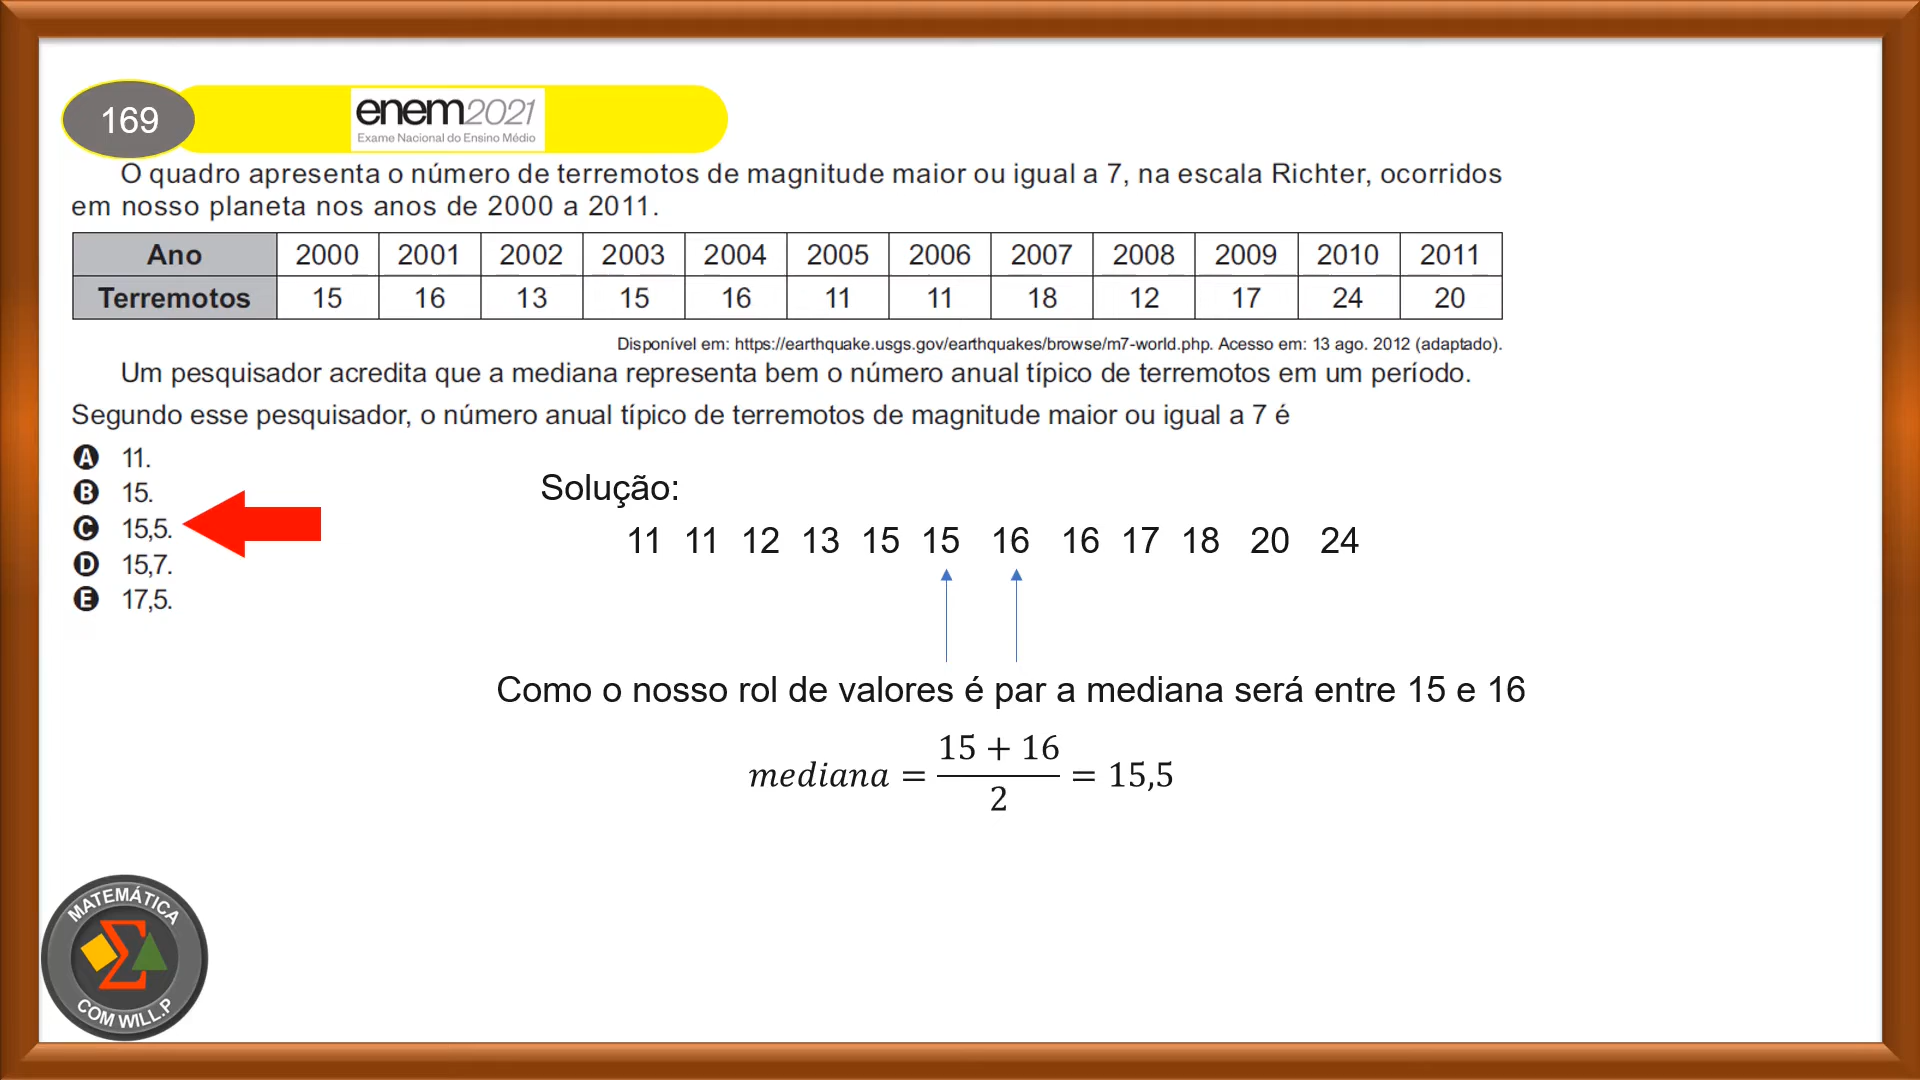 169
enem2021
Exame Nacional do Ensino Médio
O quadro apresenta o número de terremotos de magnitude maior ou igual a 7, na escala Richter, ocorridos
em nosso planeta nos anos de 2000 a 2011.
Ano 2000 2001 2002 2003 2004 2005 2006 2007 2008 2009 2010 2011
Terremotos 15 16 13 15 16 11 11 18 12 17 24 20
Disponível em: https://earthquake.usgs.gov/earthquakes/browse/m7-world.php. Acesso em: 13 ago. 2012 (adaptado).
Um pesquisador acredita que a mediana representa bem o número anual típico de terremotos em um período.
Segundo esse pesquisador, o número anual típico de terremotos de magnitude maior ou igual a 7 é
A 11.
B 15.
C 15,5.
D 15,7.
E 17,5.
Solução:
11 11 12 13 15 15 16 16 17 18 20 24
Como o nosso rol de valores é par a mediana será entre 15 e 16
15 + 16
mediana = = 15,5
2
MATEMÁTICA
Σ
COM WILL.P